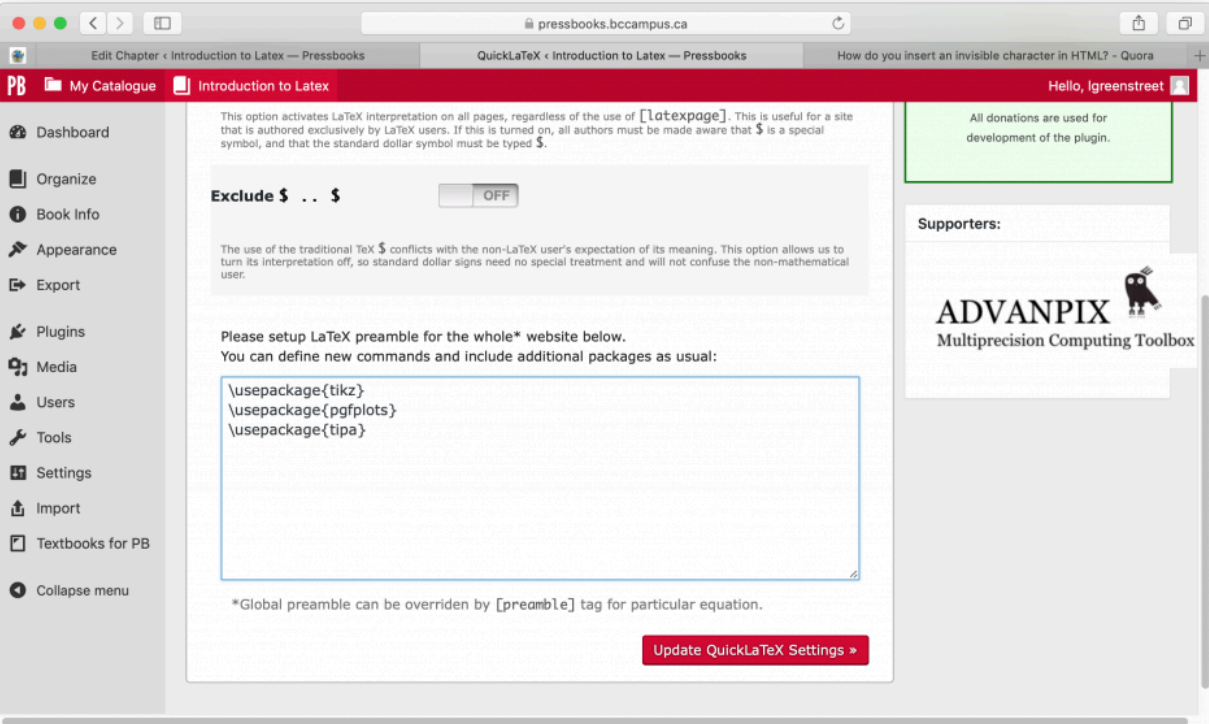 pressbooks.bccampus.ca
Edit Chapter ‹ Introduction to Latex — Pressbooks
QuickLaTeX ‹ Introduction to Latex — Pressbooks
How do you insert an invisible character in HTML? - Quora
PB
My Catalogue
Introduction to Latex
Hello, lgreenstreet
Dashboard
Organize
Book Info
Appearance
Export
Plugins
Media
Users
Tools
Settings
Import
Textbooks for PB
Collapse menu
This option activates LaTeX interpretation on all pages, regardless of the use of [latexpage]. This is useful for a site
that is authored exclusively by LaTeX users. If this is turned on, all authors must be made aware that $ is a special
symbol, and that the standard dollar symbol must be typed $.
Exclude $ .. $
OFF
The use of the traditional TeX $ conflicts with the non-LaTeX user's expectation of its meaning. This option allows us to
turn its interpretation off, so standard dollar signs need no special treatment and will not confuse the non-mathematical
user.
Please setup LaTeX preamble for the whole* website below.
You can define new commands and include additional packages as usual:
\usepackage{tikz}
\usepackage{pgfplots}
\usepackage{tipa}
*Global preamble can be overriden by [preamble] tag for particular equation.
Update QuickLaTeX Settings »
All donations are used for
development of the plugin.
Supporters:
ADVANPIX
Multiprecision Computing Toolbox